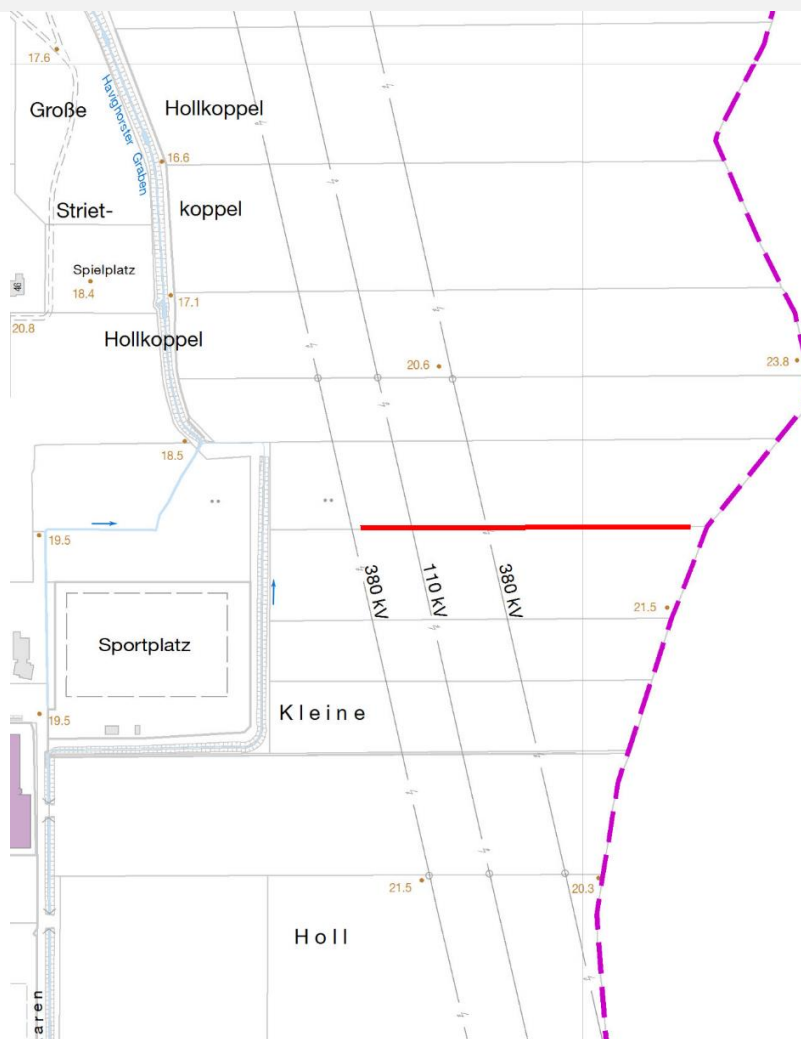 17.6
Große
Hollkoppel
Havighorster Graben
16.6
Striet-
koppel
Spielplatz
18.4
46
17.1
20.8
Hollkoppel
20.6
23.8
18.5
19.5
380 kV
110 kV
380 kV
21.5
Sportplatz
Kleine
19.5
21.5
20.3
Holl
aren